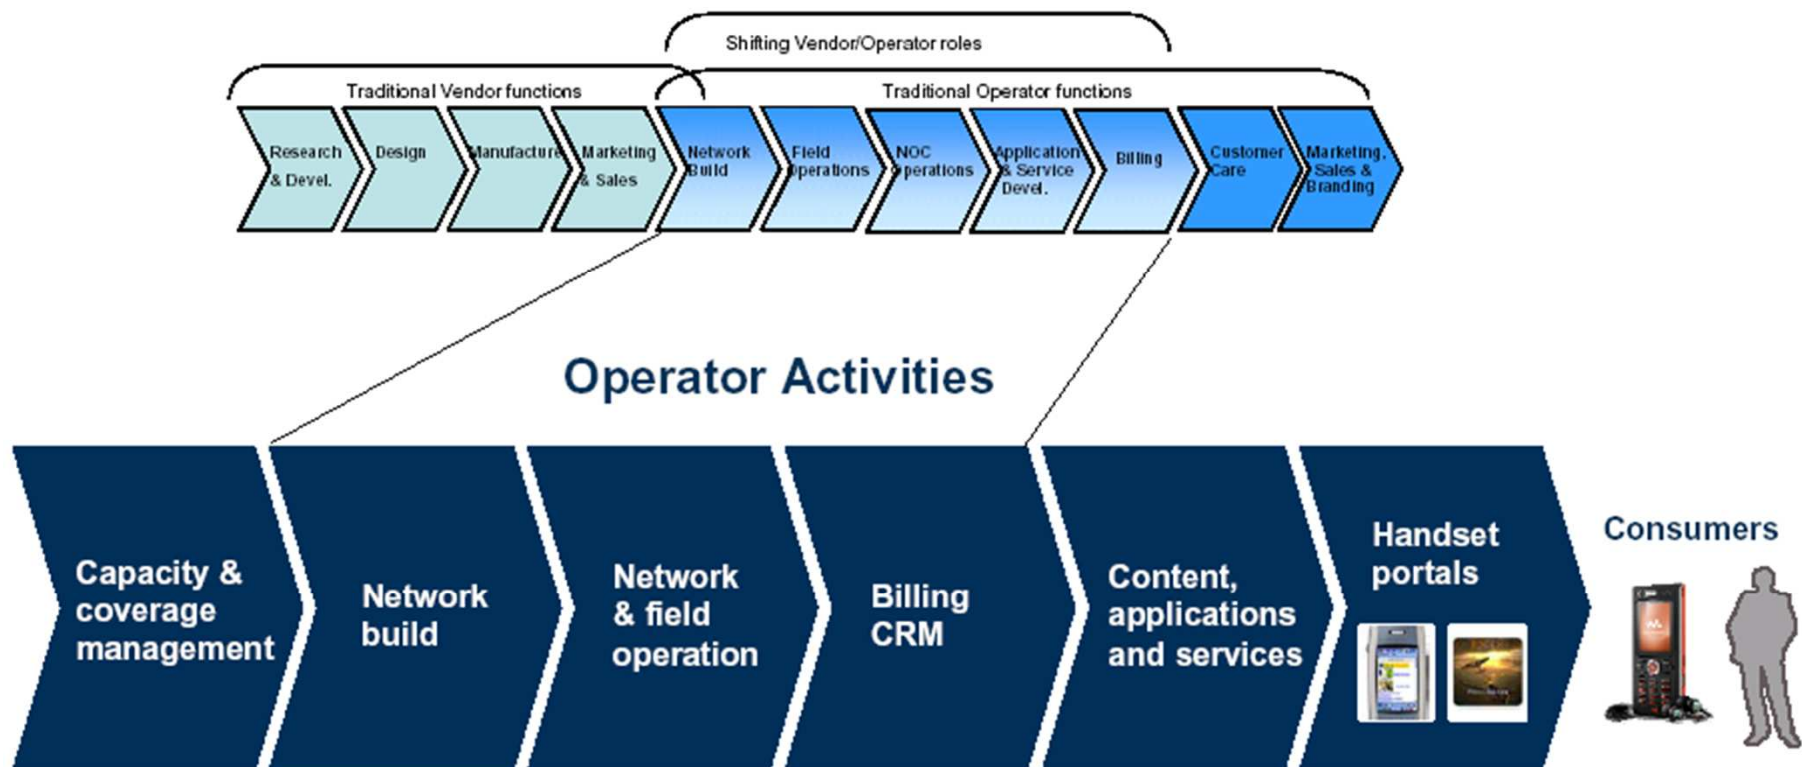 Shifting Vendor/Operator roles
Traditional Vendor functions
Traditional Operator functions
Research
& Devel.
Design
Manufacture
Marketing
& Sales
Network
Build
Field
Operations
NOC
Operations
Application
& Service
Devel.
Billing
Customer
Care
Marketing,
Sales &
Branding
Operator Activities
Capacity &
coverage
management
Network
build
Network
& field
operation
Billing
CRM
Content,
applications
and services
Handset
portals
Consumers